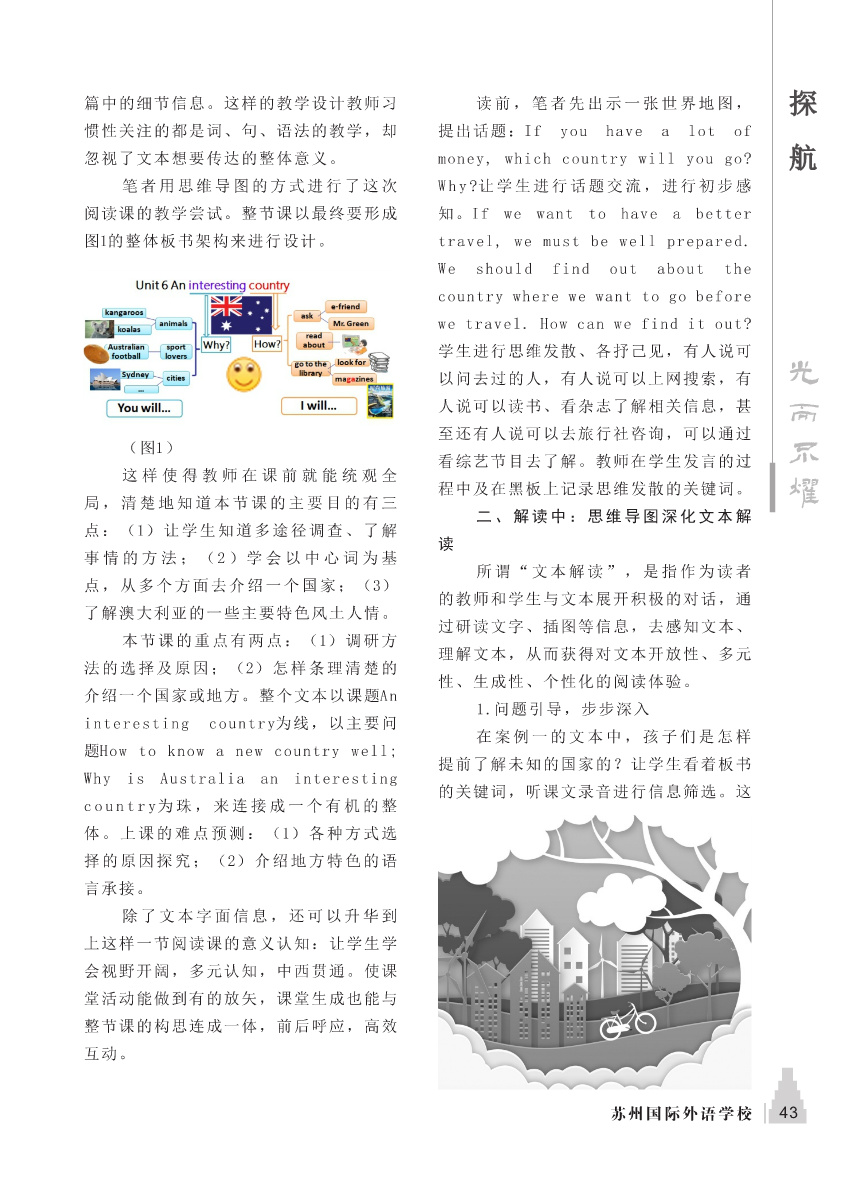 篇中的细节信息。这样的教学设计教师习
惯性关注的都是词、句、语法的教学，却
忽视了文本想要传达的整体意义。
笔者用思维导图的方式进行了这次
阅读课的教学尝试。整节课以最终要形成
图1的整体板书架构来进行设计。
Unit 6 An interesting country
kangaroos
koalas
animals
Australian
football
sport
lovers
Sydney
...
cities
Why?
You will...
How?
ask
e-friend
Mr. Green
read
about
go to the
library
look for
magazines
I will...
（图1）
这样使得教师在课前就能统观全
局，清楚地知道本节课的主要目的有三
点：（1）让学生知道多途径调查、了解
事情的方法；（2）学会以中心词为基
点，从多个方面去介绍一个国家；（3）
了解澳大利亚的一些主要特色风土人情。
本节课的重点有两点：（1）调研方
法的选择及原因；（2）怎样条理清楚的
介绍一个国家或地方。整个文本以课题An
interesting country为线，以主要问
题How to know a new country well;
Why is Australia an interesting
country为珠，来连接成一个有机的整
体。上课的难点预测：（1）各种方式选
择的原因探究；（2）介绍地方特色的语
言承接。
除了文本字面信息，还可以升华到
上这样一节阅读课的意义认知：让学生学
会视野开阔，多元认知，中西贯通。使课
堂活动能做到有的放矢，课堂生成也能与
整节课的构思连成一体，前后呼应，高效
互动。
读前，笔者先出示一张世界地图，
提出话题：If you have a lot of
money, which country will you go?
Why?让学生进行话题交流，进行初步感
知。If we want to have a better
travel, we must be well prepared.
We should find out about the
country where we want to go before
we travel. How can we find it out?
学生进行思维发散、各抒己见，有人说可
以问去过的人，有人说可以上网搜索，有
人说可以读书、看杂志了解相关信息，甚
至还有人说可以去旅行社咨询，可以通过
看综艺节目去了解。教师在学生发言的过
程中及在黑板上记录思维发散的关键词。
二、解读中：思维导图深化文本解
读
所谓“文本解读”，是指作为读者
的教师和学生与文本展开积极的对话，通
过研读文字、插图等信息，去感知文本、
理解文本，从而获得对文本开放性、多元
性、生成性、个性化的阅读体验。
1.问题引导，步步深入
在案例一的文本中，孩子们是怎样
提前了解未知的国家的？让学生看着板书
的关键词，听课文录音进行信息筛选。这
探
航
光
而
不
耀
苏州国际外语学校
43